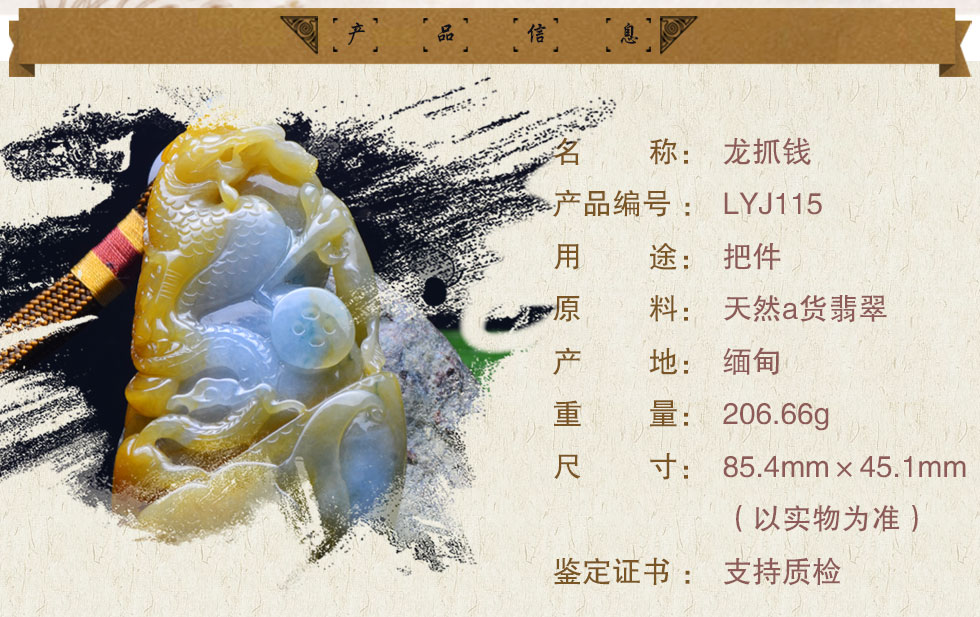 产品信息
名称：龙抓钱
产品编号：LYJ115
用途：把件
原料：天然a货翡翠
产地：缅甸
重量：206.66g
尺寸：85.4mm×45.1mm
（以实物为准）
鉴定证书：支持质检